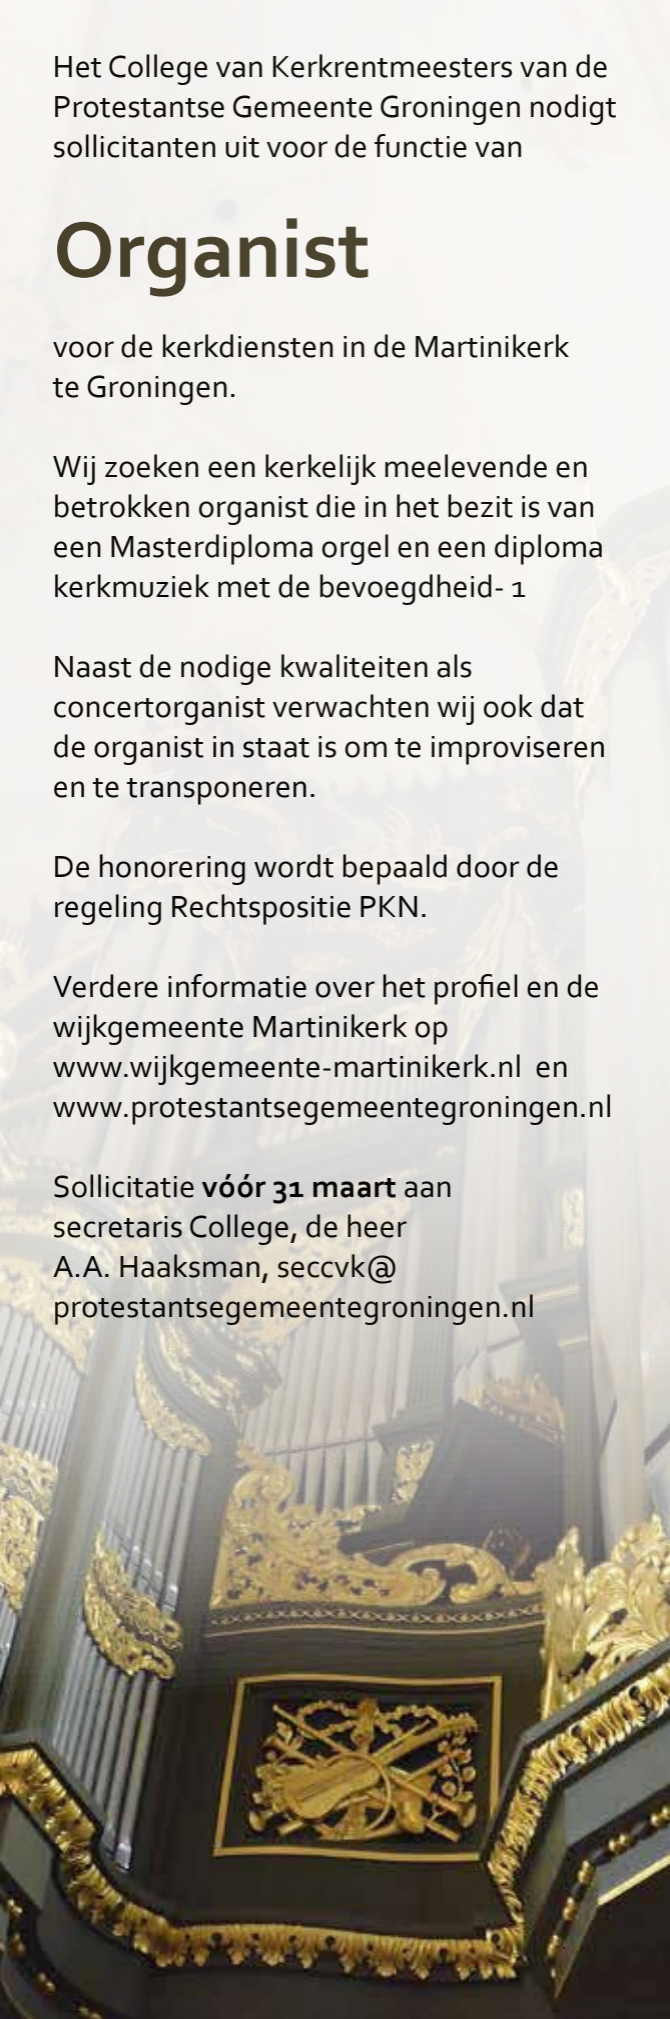 Het College van Kerkrentmeesters van de
Protestantse Gemeente Groningen nodigt
sollicitanten uit voor de functie van
Organist
voor de kerkdiensten in de Martinikerk
te Groningen.
Wij zoeken een kerkelijk meelevende en
betrokken organist die in het bezit is van
een Masterdiploma orgel en een diploma
kerkmuziek met de bevoegdheid- 1
Naast de nodige kwaliteiten als
concertorganist verwachten wij ook dat
de organist in staat is om te improviseren
en te transponeren.
De honorering wordt bepaald door de
regeling Rechtspositie PKN.
Verdere informatie over het profiel en de
wijkgemeente Martinikerk op
www.wijkgemeente-martinikerk.nl en
www.protestantsegemeentegroningen.nl
Sollicitatie vóór 31 maart aan
secretaris College, de heer
A.A. Haaksman, seccvk@
protestantsegemeentegroningen.nl